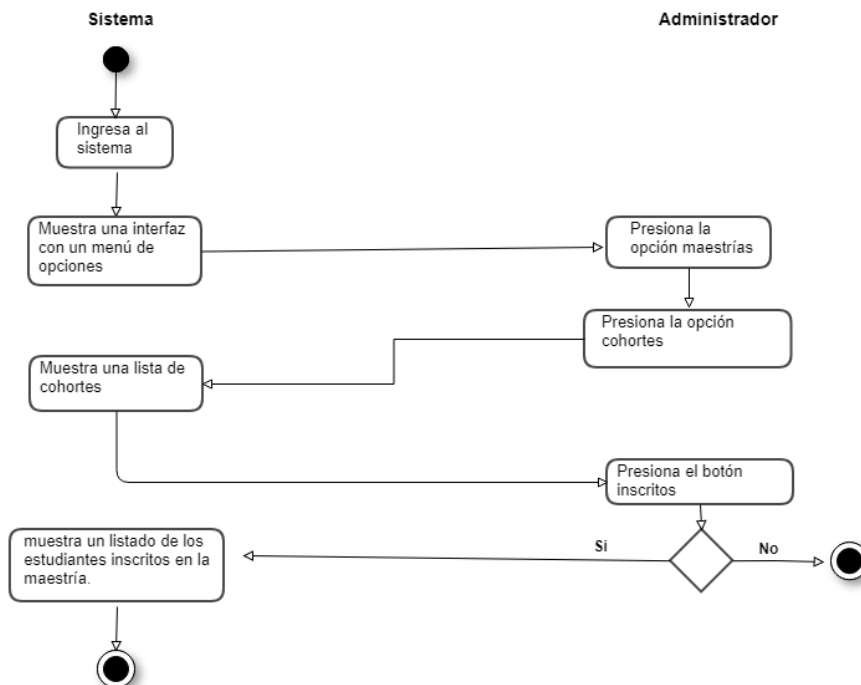 Sistema
Administrador
Ingresa al
sistema
Muestra una interfaz
con un menú de
opciones
Presiona la
opción maestrías
Presiona la opción
cohortes
Muestra una lista de
cohortes
Presiona el botón
inscritos
Si
No
muestra un listado de los
estudiantes inscritos en la
maestría.